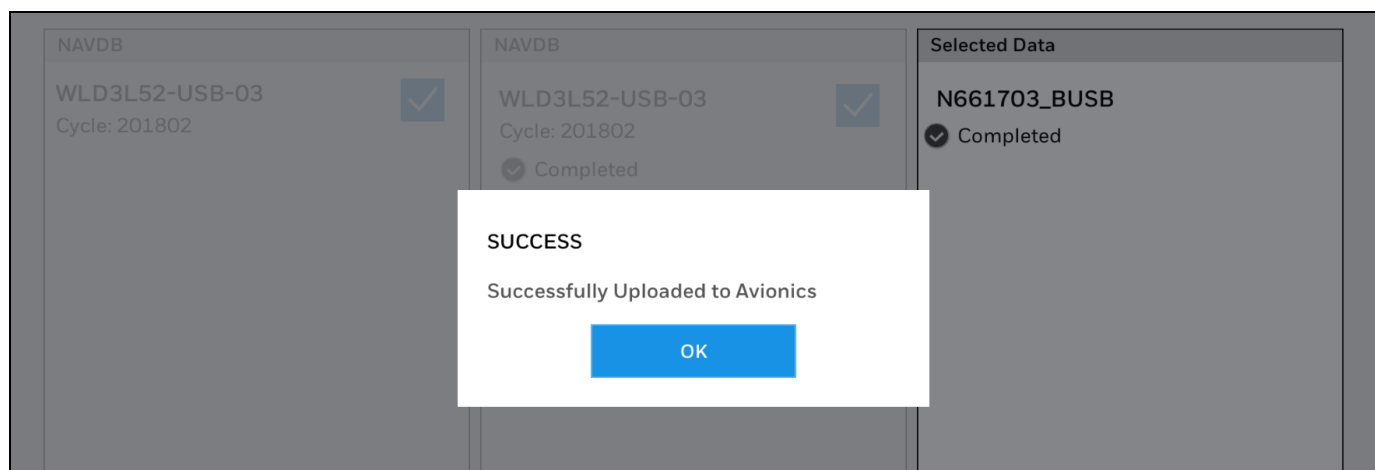 NAVDB
WLD3L52-USB-03
Cycle: 201802
NAVDB
WLD3L52-USB-03
Cycle: 201802
Completed
Selected Data
N661703_BUSB
Completed
SUCCESS
Successfully Uploaded to Avionics
OK